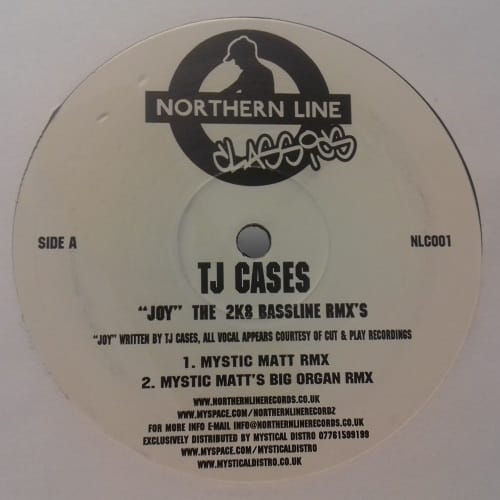 NORTHERN LINE
CLASSICS
SIDE A
NLC001
TJ CASES
"JOY" THE 2K8 BASSLINE RMX'S
"JOY" WRITTEN BY TJ CASES, ALL VOCAL APPEARS COURTESY OF CUT & PLAY RECORDINGS
1. MYSTIC MATT RMX
2. MYSTIC MATT'S BIG ORGAN RMX
WWW.NORTHERNLINERECORDS.CO.UK
WWW.MYSPACE.COM/NORTHERNLINERECORDZ
FOR MORE INFO E-MAIL INFO@NORTHERNLINERECORDS.CO.UK
EXCLUSIVELY DISTRIBUTED BY MYSTICAL DISTRO 07761509199
WWW.MYSPACE.COM/MYSTICALDISTRO
WWW.MYSTICALDISTRO.CO.UK